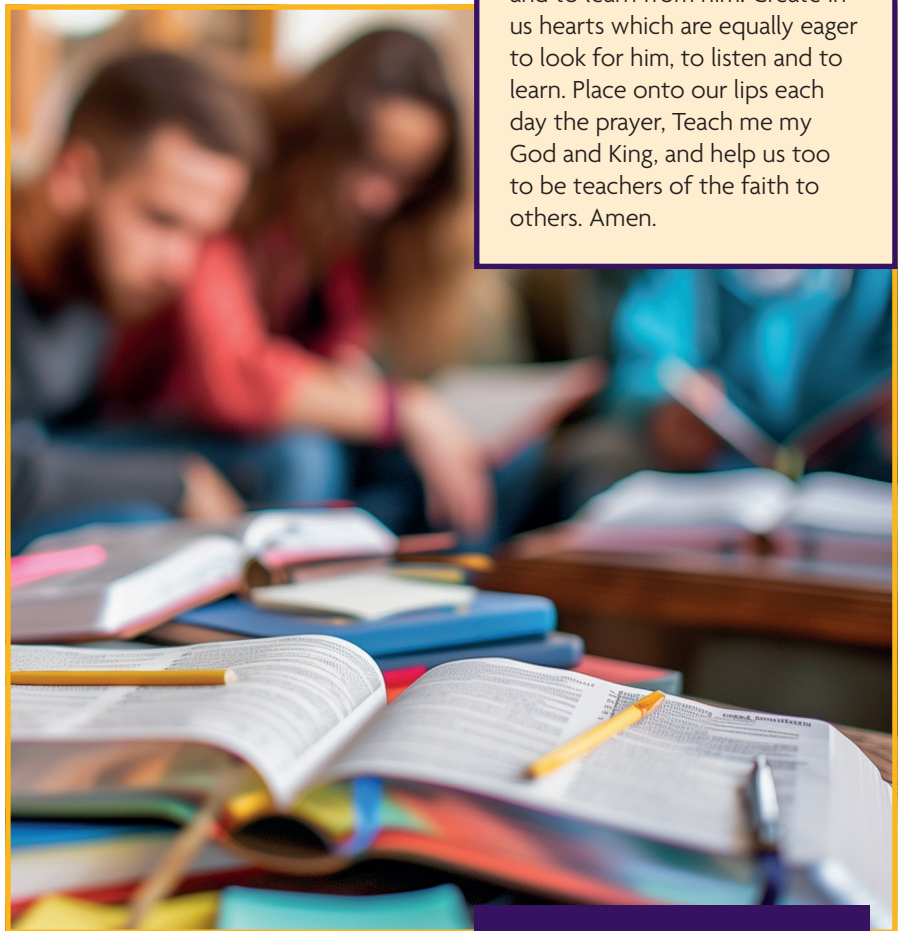 and to learn from him. Create in
us hearts which are equally eager
to look for him, to listen and to
learn. Place onto our lips each
day the prayer, Teach me my
God and King, and help us too
to be teachers of the faith to
others. Amen.